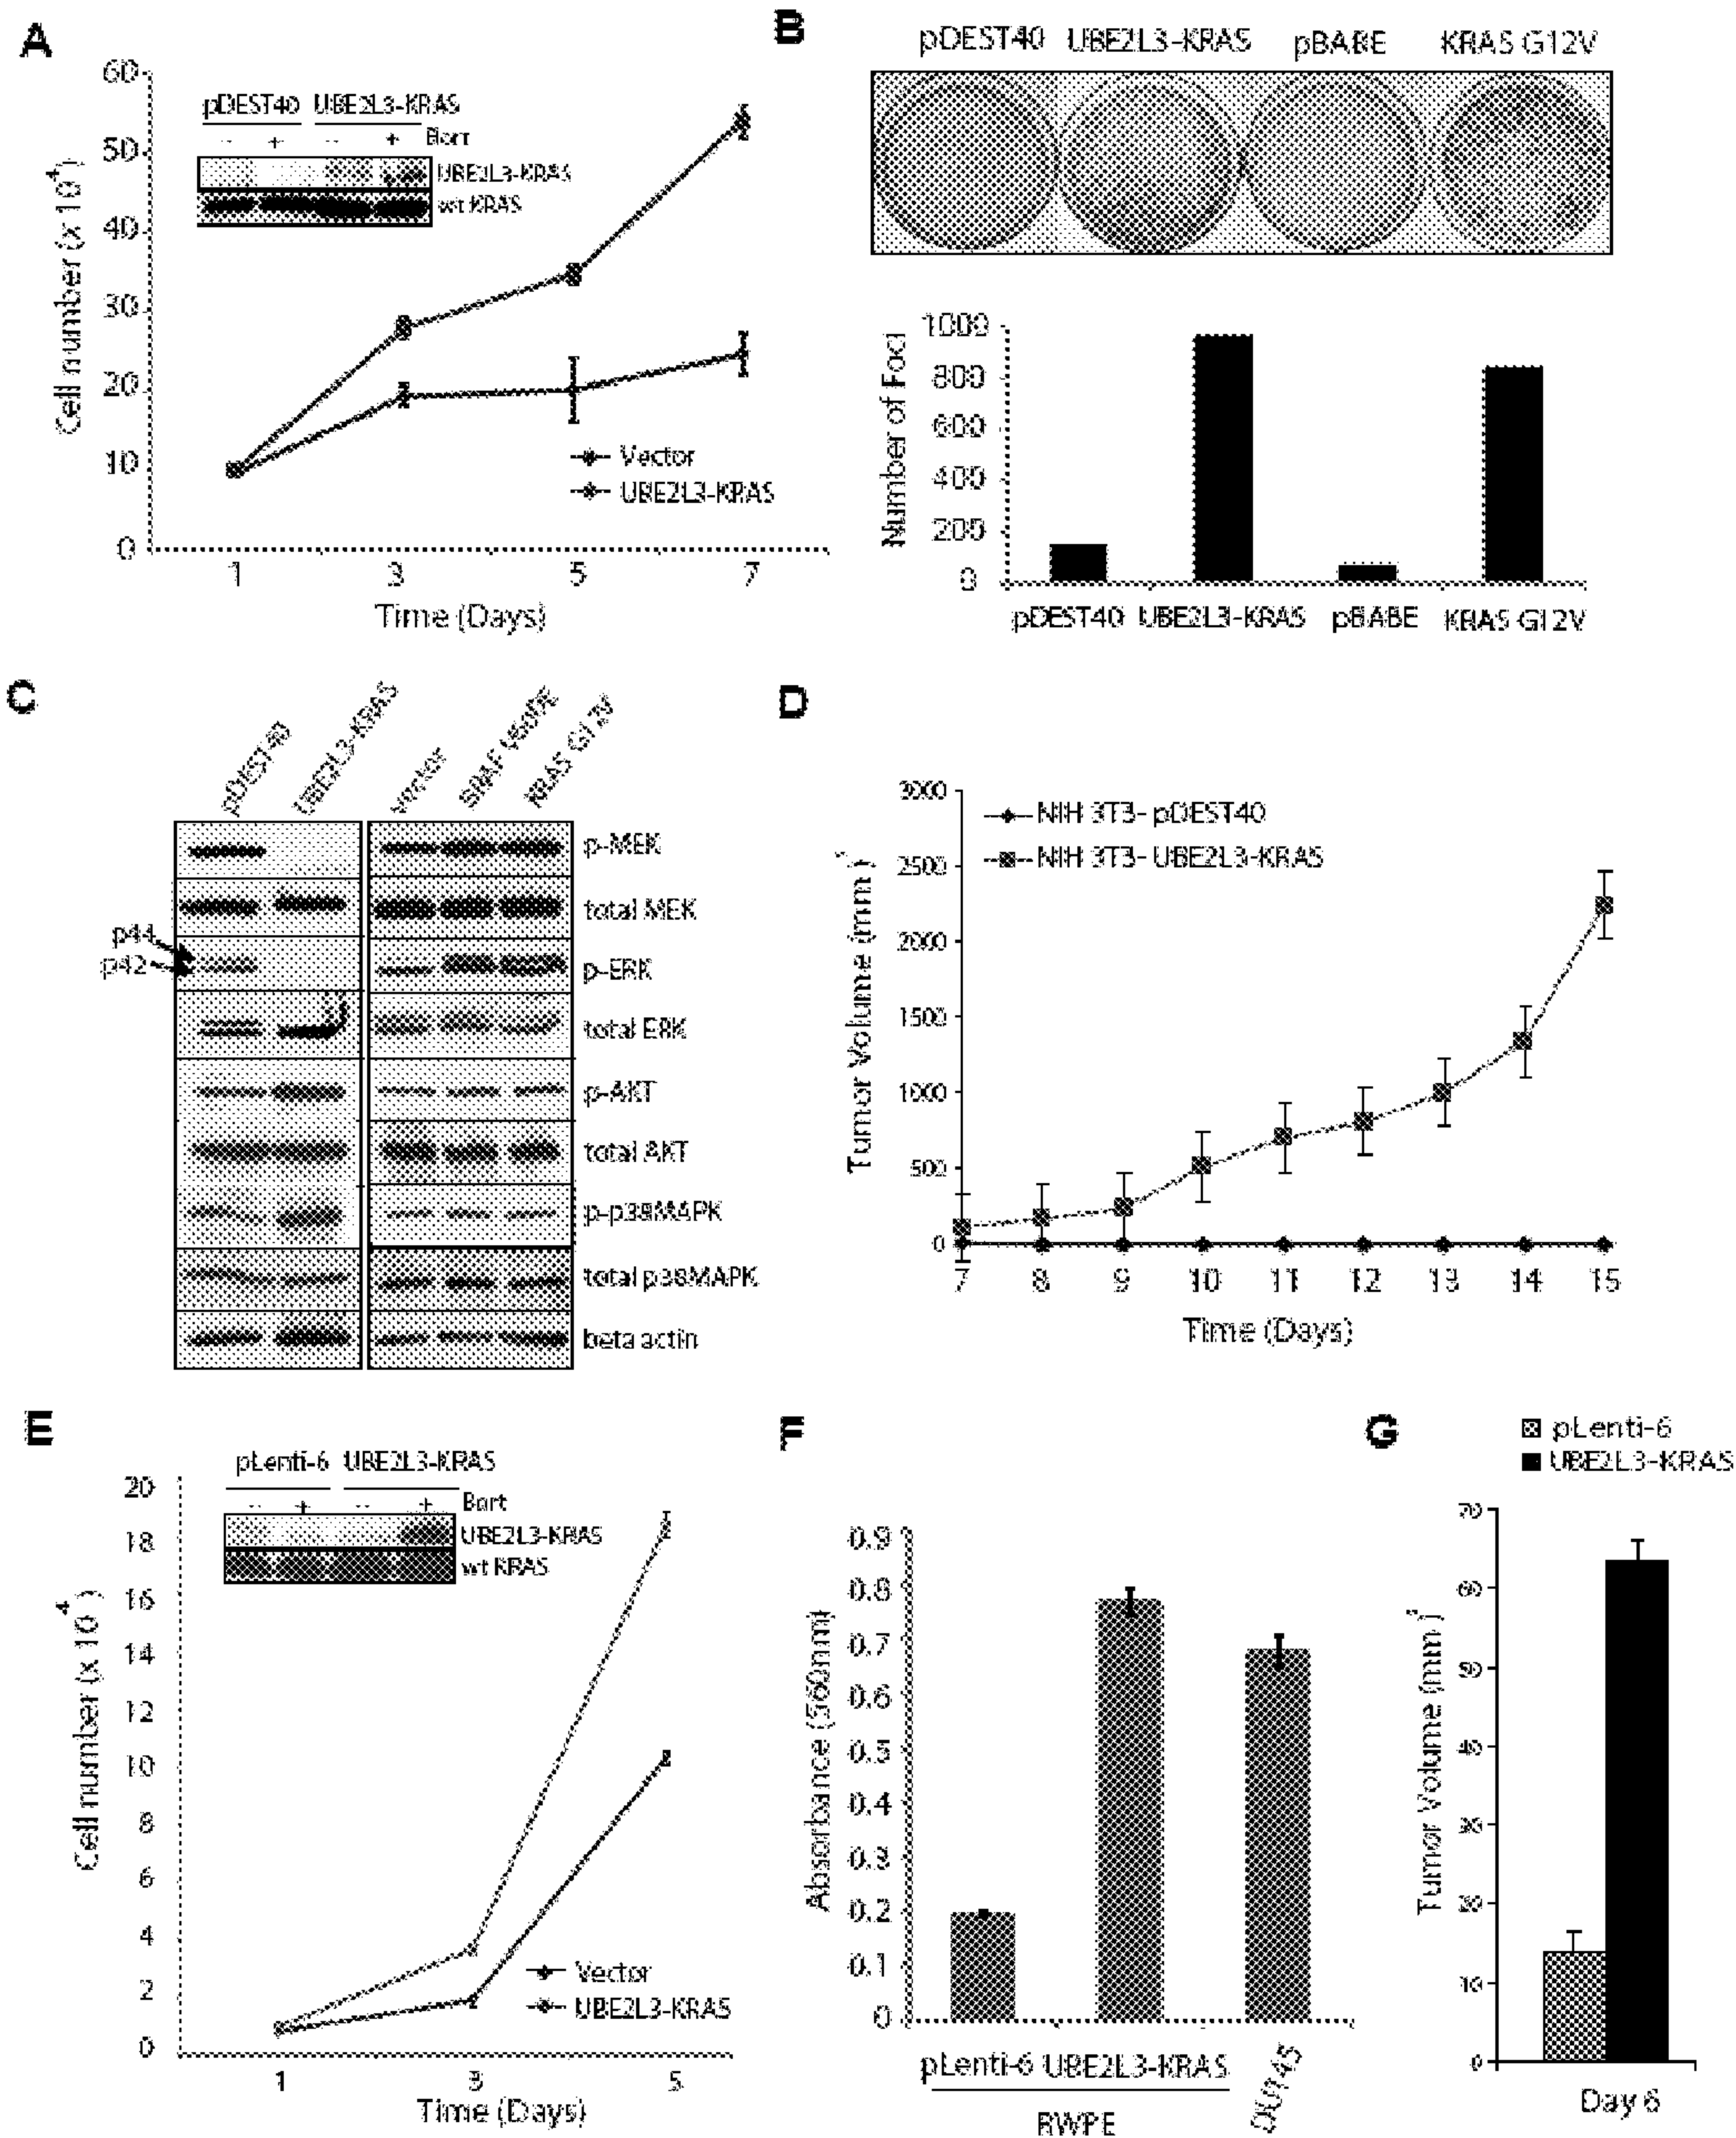 A
60
50
40
30
20
10
0
Cell number (x 10⁴)
pDEST40 UBE2L3-KRAS
-- + -- + Bort
UBE2L3-KRAS
wt KRAS
Vector
UBE2L3-KRAS
1 3 5 7
Time (Days)
B
pDEST40 UBE2L3-KRAS pBABE KRAS G12V
1000
800
600
400
200
0
Number of Foci
pDEST40 UBE2L3-KRAS pBABE KRAS G12V
C
pDEST40
UBE2L3-KRAS
vector
BRAF V600E
KRAS G12V
p-MEK
total MEK
p44
p42
p-ERK
total ERK
p-AKT
total AKT
p-p38MAPK
total p38MAPK
beta actin
D
3000
2500
2000
1500
1000
500
0
Tumor Volume (mm³)
NIH 3T3- pDEST40
NIH 3T3- UBE2L3-KRAS
7 8 9 10 11 12 13 14 15
Time (Days)
E
20
18
16
14
12
10
8
6
4
2
0
Cell number (x 10⁴)
pLenti-6 UBE2L3-KRAS
-- + -- + Bort
UBE2L3-KRAS
wt KRAS
Vector
UBE2L3-KRAS
1 3 5
Time (Days)
F
0.9
0.8
0.7
0.6
0.5
0.4
0.3
0.2
0.1
0
Absorbance (560nm)
pLenti-6 UBE2L3-KRAS
RWPE
DU145
G
pLenti-6
UBE2L3-KRAS
70
60
50
40
30
20
10
0
Tumor Volume (mm³)
Day 6